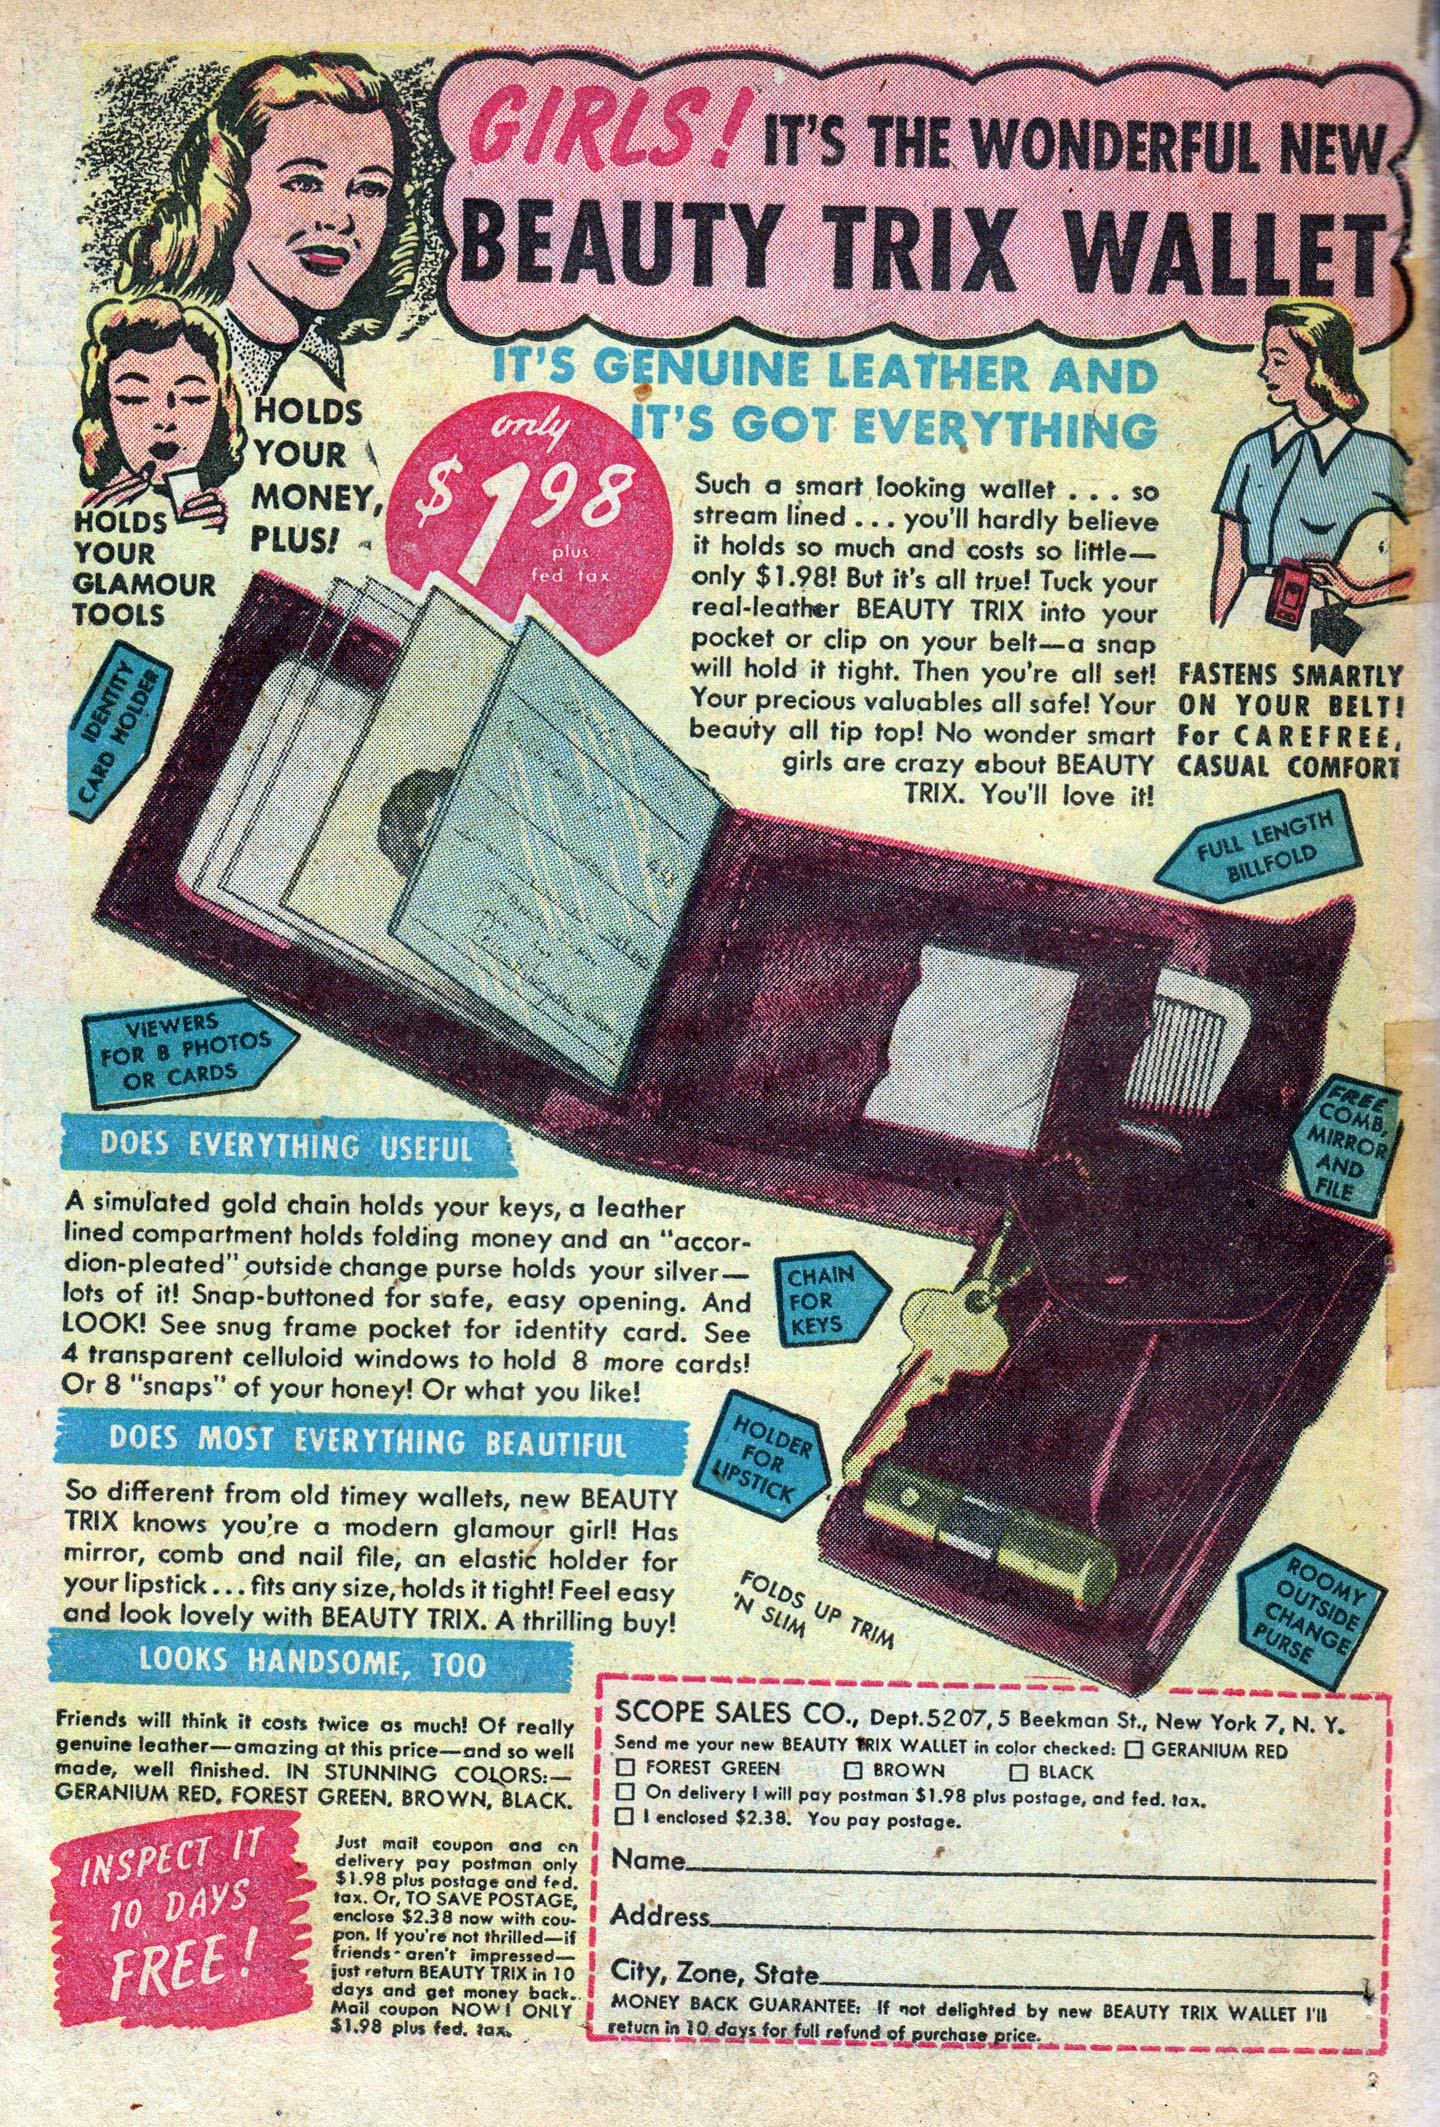 GIRLS! IT'S THE WONDERFUL NEW
BEAUTY TRIX WALLET
IT'S GENUINE LEATHER AND
IT'S GOT EVERYTHING
HOLDS
YOUR
MONEY,
PLUS!
HOLDS
YOUR
GLAMOUR
TOOLS
only
$1.98
plus
fed tax
Such a smart looking wallet . . . so
stream lined . . . you'll hardly believe
it holds so much and costs so little—
only $1.98! But it's all true! Tuck your
real-leather BEAUTY TRIX into your
pocket or clip on your belt—a snap
will hold it tight. Then you're all set!
Your precious valuables all safe! Your
beauty all tip top! No wonder smart
girls are crazy about BEAUTY
TRIX. You'll love it!
FASTENS SMARTLY
ON YOUR BELT!
For CAREFREE,
CASUAL COMFORT
IDENTITY
CARD HOLDER
FULL LENGTH
BILLFOLD
VIEWERS
FOR 8 PHOTOS
OR CARDS
FREE
COMB,
MIRROR
AND
FILE
DOES EVERYTHING USEFUL
A simulated gold chain holds your keys, a leather
lined compartment holds folding money and an "accor-
dion-pleated" outside change purse holds your silver—
lots of it! Snap-buttoned for safe, easy opening. And
LOOK! See snug frame pocket for identity card. See
4 transparent celluloid windows to hold 8 more cards!
Or 8 "snaps" of your honey! Or what you like!
CHAIN
FOR
KEYS
HOLDER
FOR
LIPSTICK
DOES MOST EVERYTHING BEAUTIFUL
So different from old timey wallets, new BEAUTY
TRIX knows you're a modern glamour girl! Has
mirror, comb and nail file, an elastic holder for
your lipstick...fits any size, holds it tight! Feel easy
and look lovely with BEAUTY TRIX. A thrilling buy!
FOLDS UP TRIM
'N SLIM
ROOMY
OUTSIDE
CHANGE
PURSE
LOOKS HANDSOME, TOO
Friends will think it costs twice as much! Of really
genuine leather—amazing at this price—and so well
made, well finished. IN STUNNING COLORS:—
GERANIUM RED, FOREST GREEN, BROWN, BLACK.
INSPECT IT
10 DAYS
FREE!
Just mail coupon and on
delivery pay postman only
$1.98 plus postage and fed.
tax. Or, TO SAVE POSTAGE,
enclose $2.38 now with cou-
pon. If you're not thrilled—if
friends aren't impressed—
just return BEAUTY TRIX in 10
days and get money back.
Mail coupon NOW! ONLY
$1.98 plus fed. tax.
SCOPE SALES CO., Dept.5207, 5 Beekman St., New York 7, N. Y.
Send me your new BEAUTY TRIX WALLET in color checked: ☐ GERANIUM RED
☐ FOREST GREEN ☐ BROWN ☐ BLACK
☐ On delivery I will pay postman $1.98 plus postage, and fed. tax.
☐ I enclosed $2.38. You pay postage.
Name
Address
City, Zone, State
MONEY BACK GUARANTEE: If not delighted by new BEAUTY TRIX WALLET I'll
return in 10 days for full refund of purchase price.